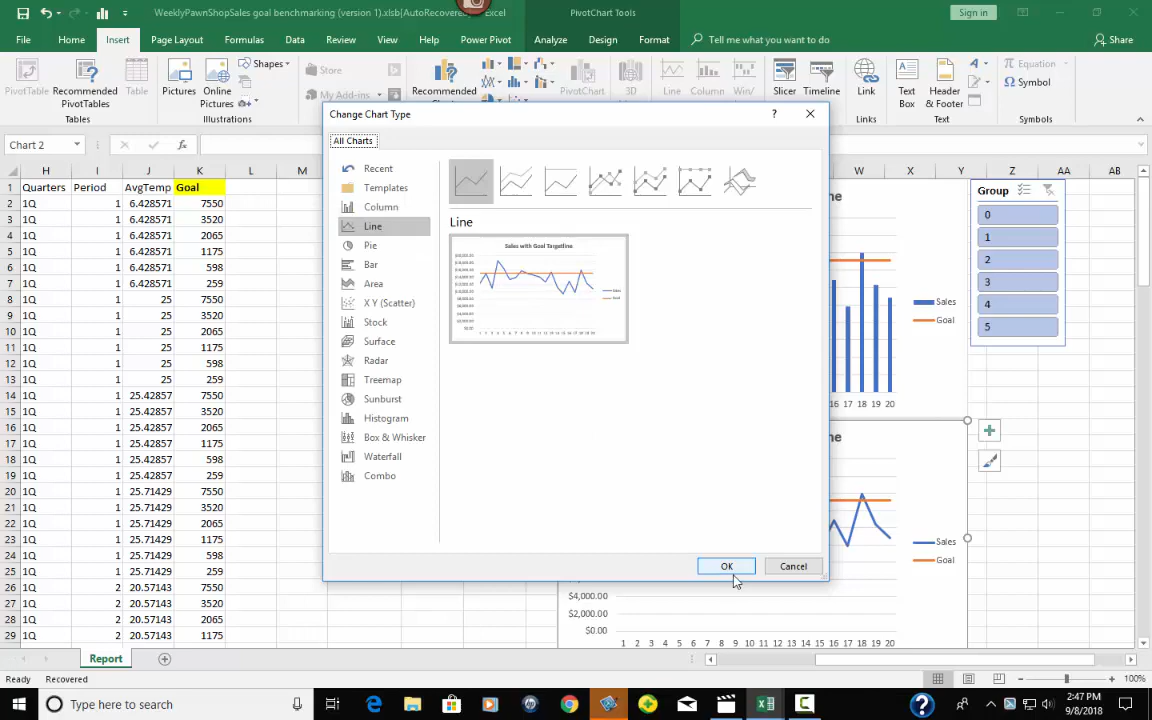 WeeklyPawnShopSales goal benchmarking (version 1).xlsb[AutoRecovered] - Excel
PivotChart Tools
Sign in
File
Home
Insert
Page Layout
Formulas
Data
Review
View
Help
Power Pivot
Analyze
Design
Format
Tell me what you want to do
Share
PivotTable
Recommended PivotTables
Table
Tables
Pictures
Online Pictures
Shapes
Illustrations
Store
My Add-ins
Recommended
PivotChart
3D
Line
Column
Win/
Slicer
Timeline
Filters
Link
Links
Text Box
Header & Footer
Text
Equation
Symbol
Symbols
Chart 2
H I J K L M W X Y Z AA AB
1 Quarters Period AvgTemp Goal
2 1Q 1 6.428571 7550
3 1Q 1 6.428571 3520
4 1Q 1 6.428571 2065
5 1Q 1 6.428571 1175
6 1Q 1 6.428571 598
7 1Q 1 6.428571 259
8 1Q 1 25 7550
9 1Q 1 25 3520
10 1Q 1 25 2065
11 1Q 1 25 1175
12 1Q 1 25 598
13 1Q 1 25 259
14 1Q 1 25.42857 7550
15 1Q 1 25.42857 3520
16 1Q 1 25.42857 2065
17 1Q 1 25.42857 1175
18 1Q 1 25.42857 598
19 1Q 1 25.42857 259
20 1Q 1 25.71429 7550
21 1Q 1 25.71429 3520
22 1Q 1 25.71429 2065
23 1Q 1 25.71429 1175
24 1Q 1 25.71429 598
25 1Q 1 25.71429 259
26 1Q 2 20.57143 7550
27 1Q 2 20.57143 3520
28 1Q 2 20.57143 2065
29 1Q 2 20.57143 1175
Change Chart Type
?
All Charts
Recent
Templates
Column
Line
Pie
Bar
Area
X Y (Scatter)
Stock
Surface
Radar
Treemap
Sunburst
Histogram
Box & Whisker
Waterfall
Combo
Line
Sales with Goal Targetline
OK
Cancel
ne
Sales
Goal
16 17 18 19 20
Group
0
1
2
3
4
5
ne
Sales
Goal
$4,000.00
$2,000.00
$0.00
1 2 3 4 5 6 7 8 9 10 11 12 13 14 15 16 17 18 19 20
Report
Ready
Recovered
100%
Type here to search
2:47 PM
9/8/2018